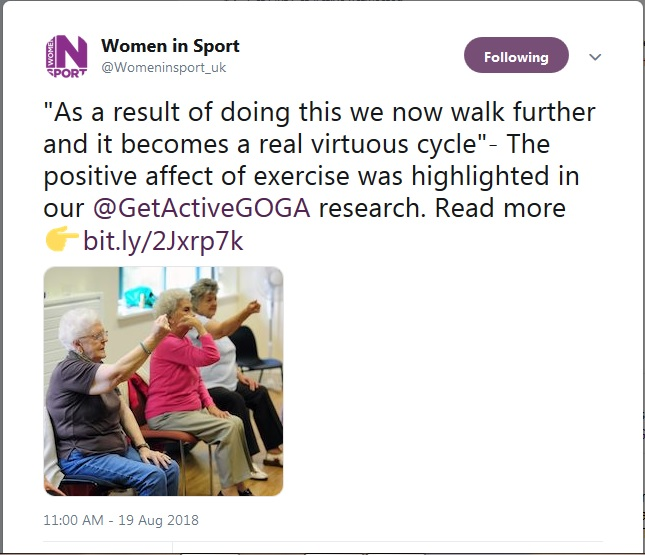 WOMEN
IN
SPORT
Women in Sport
@Womeninsport_uk
Following
"As a result of doing this we now walk further
and it becomes a real virtuous cycle"- The
positive affect of exercise was highlighted in
our @GetActiveGOGA research. Read more
👉bit.ly/2Jxrp7k
11:00 AM - 19 Aug 2018